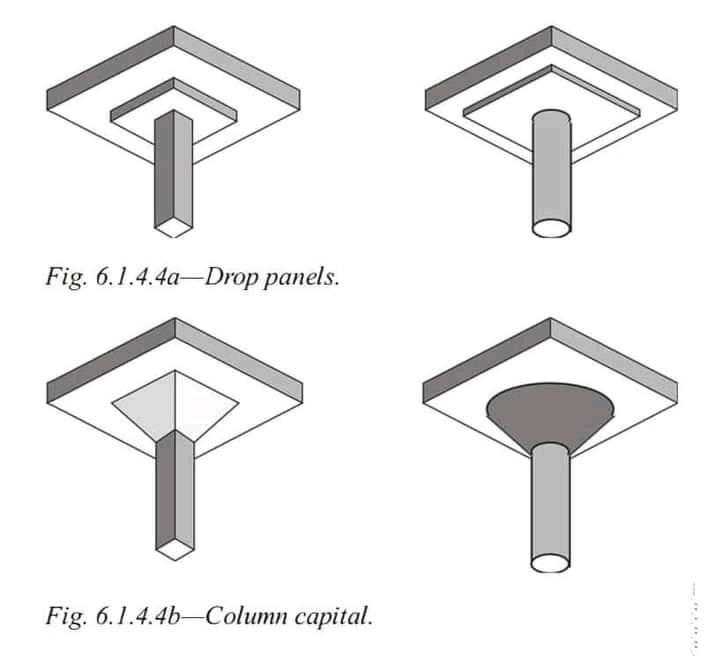 Fig. 6.1.4.4a—Drop panels.
Fig. 6.1.4.4b—Column capital.